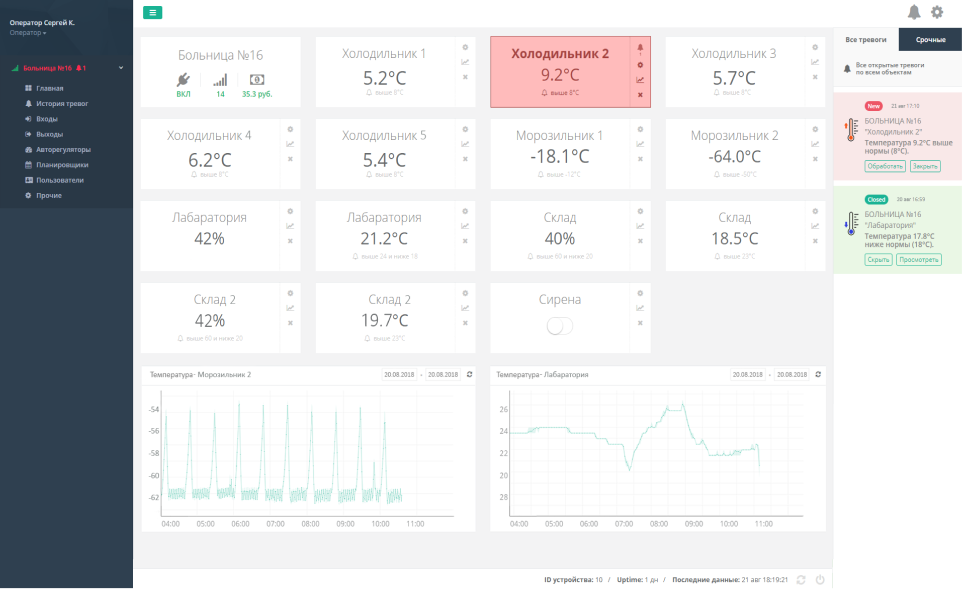 Оператор Сергей К.
Оператор
Больница №16 1
Главная
История тревог
Входы
Выходы
Авторегуляторы
Планировщики
Пользователи
Прочие
Больница №16
ВКЛ 14 35.3 руб.
Холодильник 1
5.2°C
выше 8°C
Холодильник 2
9.2°C
выше 8°C
Холодильник 3
5.7°C
выше 8°C
Холодильник 4
6.2°C
выше 8°C
Холодильник 5
5.4°C
выше 8°C
Морозильник 1
-18.1°C
выше -12°C
Морозильник 2
-64.0°C
выше -50°C
Лабаратория
42%
Лабаратория
21.2°C
выше 24 и ниже 18
Склад
40%
выше 60 и ниже 20
Склад
18.5°C
выше 23°C
Склад 2
42%
выше 60 и ниже 20
Склад 2
19.7°C
выше 23°C
Сирена
Температура- Морозильник 2 20.08.2018 - 20.08.2018
-54
-56
-58
-60
-62
04:00 05:00 06:00 07:00 08:00 09:00 10:00 11:00
Температура- Лабаратория 20.08.2018 - 20.08.2018
26
24
22
20
28
04:00 05:00 06:00 07:00 08:00 09:00 10:00 11:00
ID устройства: 10 / Uptime: 1 дн / Последние данные: 21 авг 18:19:21
Все тревоги Срочные
Все открытые тревоги
по всем объектам
New 21 авг 17:10
БОЛЬНИЦА №16
"Холодильник 2"
Температура 9.2°C выше
нормы (8°C).
Обработать Закрыть
Closed 20 авг 16:59
БОЛЬНИЦА №16
"Лабаратория"
Температура 17.8°C
ниже нормы (18°C).
Скрыть Просмотреть